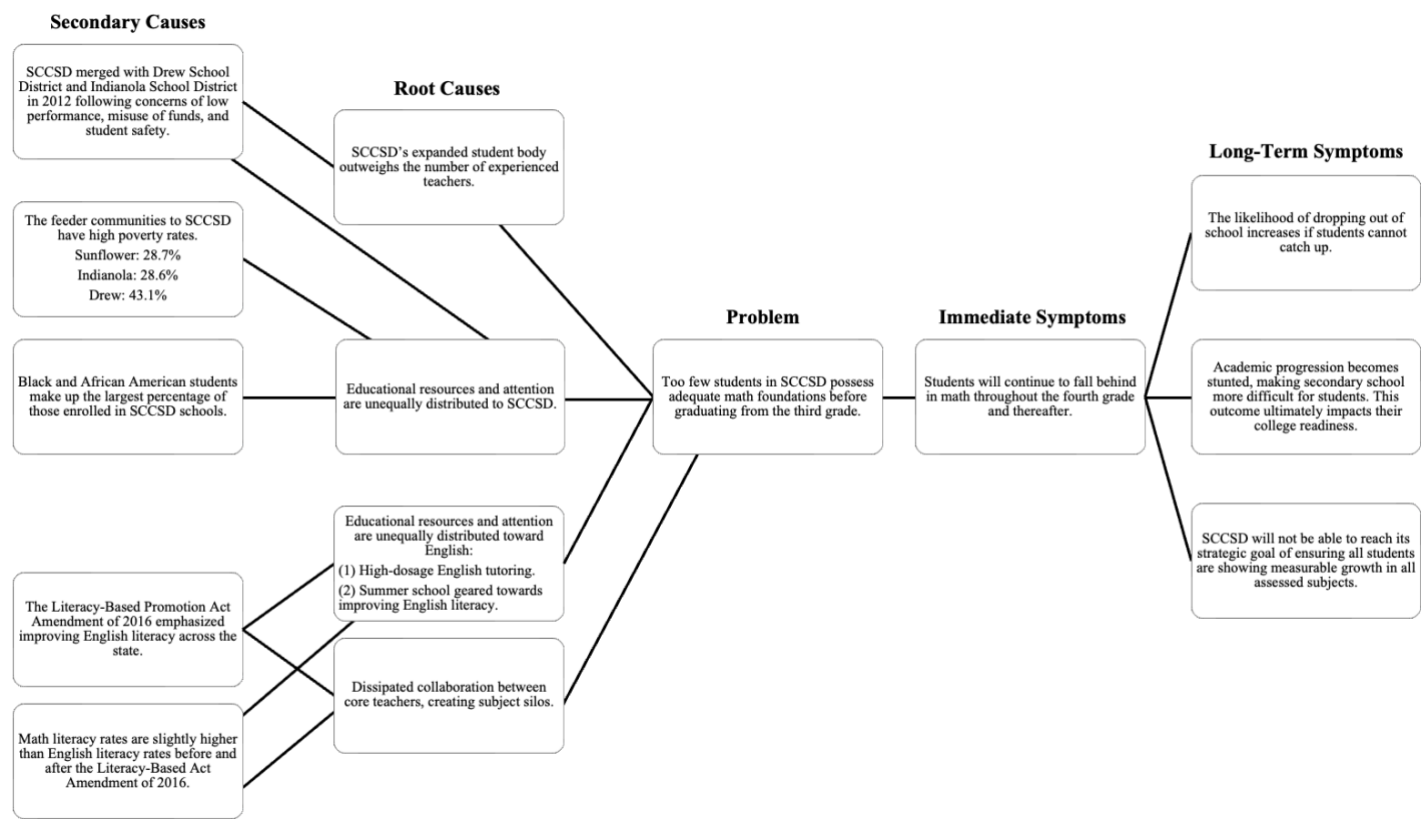 Secondary Causes
SCCSD merged with Drew School
District and Indianola School District
in 2012 following concerns of low
performance, misuse of funds, and
student safety.
The feeder communities to SCCSD
have high poverty rates.
Sunflower: 28.7%
Indianola: 28.6%
Drew: 43.1%
Black and African American students
make up the largest percentage of
those enrolled in SCCSD schools.
The Literacy-Based Promotion Act
Amendment of 2016 emphasized
improving English literacy across the
state.
Math literacy rates are slightly higher
than English literacy rates before and
after the Literacy-Based Act
Amendment of 2016.
Root Causes
SCCSD’s expanded student body
outweighs the number of experienced
teachers.
Educational resources and attention
are unequally distributed to SCCSD.
Educational resources and attention
are unequally distributed toward
English:
(1) High-dosage English tutoring.
(2) Summer school geared towards
improving English literacy.
Dissipated collaboration between
core teachers, creating subject silos.
Problem
Too few students in SCCSD possess
adequate math foundations before
graduating from the third grade.
Immediate Symptoms
Students will continue to fall behind
in math throughout the fourth grade
and thereafter.
Long-Term Symptoms
The likelihood of dropping out of
school increases if students cannot
catch up.
Academic progression becomes
stunted, making secondary school
more difficult for students. This
outcome ultimately impacts their
college readiness.
SCCSD will not be able to reach its
strategic goal of ensuring all students
are showing measurable growth in all
assessed subjects.